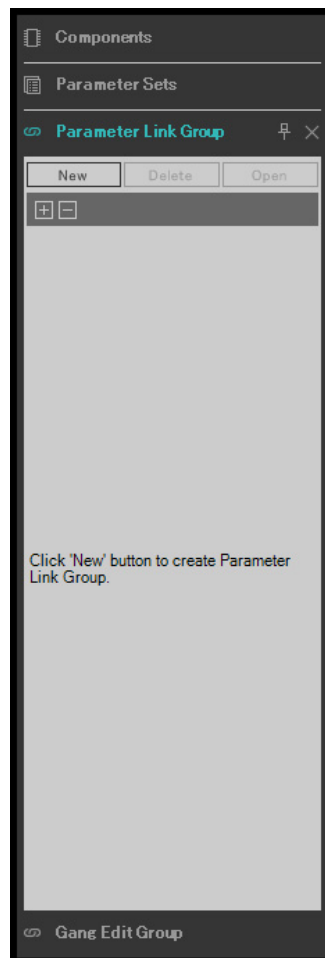 Components
Parameter Sets
Parameter Link Group
New Delete Open
Click 'New' button to create Parameter
Link Group.
Gang Edit Group